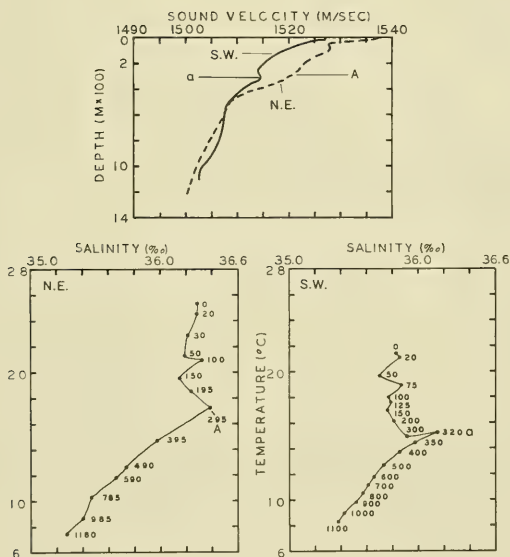 SOUND VELCCITY (M/SEC)
1490 1500 1520 1540
0
2
10
14
DEPTH (M×100)
S.W.
a
A
N.E.
SALINITY (‰)
35.0 36.0 36.6
28
20
10
6
N.E.
0
20
30
50
100
150
195
295
A
395
490
590
785
985
1180
SALINITY (‰)
35.0 36.0 36.6
28
20
10
6
TEMPERATURE (°C)
S.W.
0
20
50
75
100
125
150
200
300
320 a
350
400
500
600
700
800
900
1000
1100